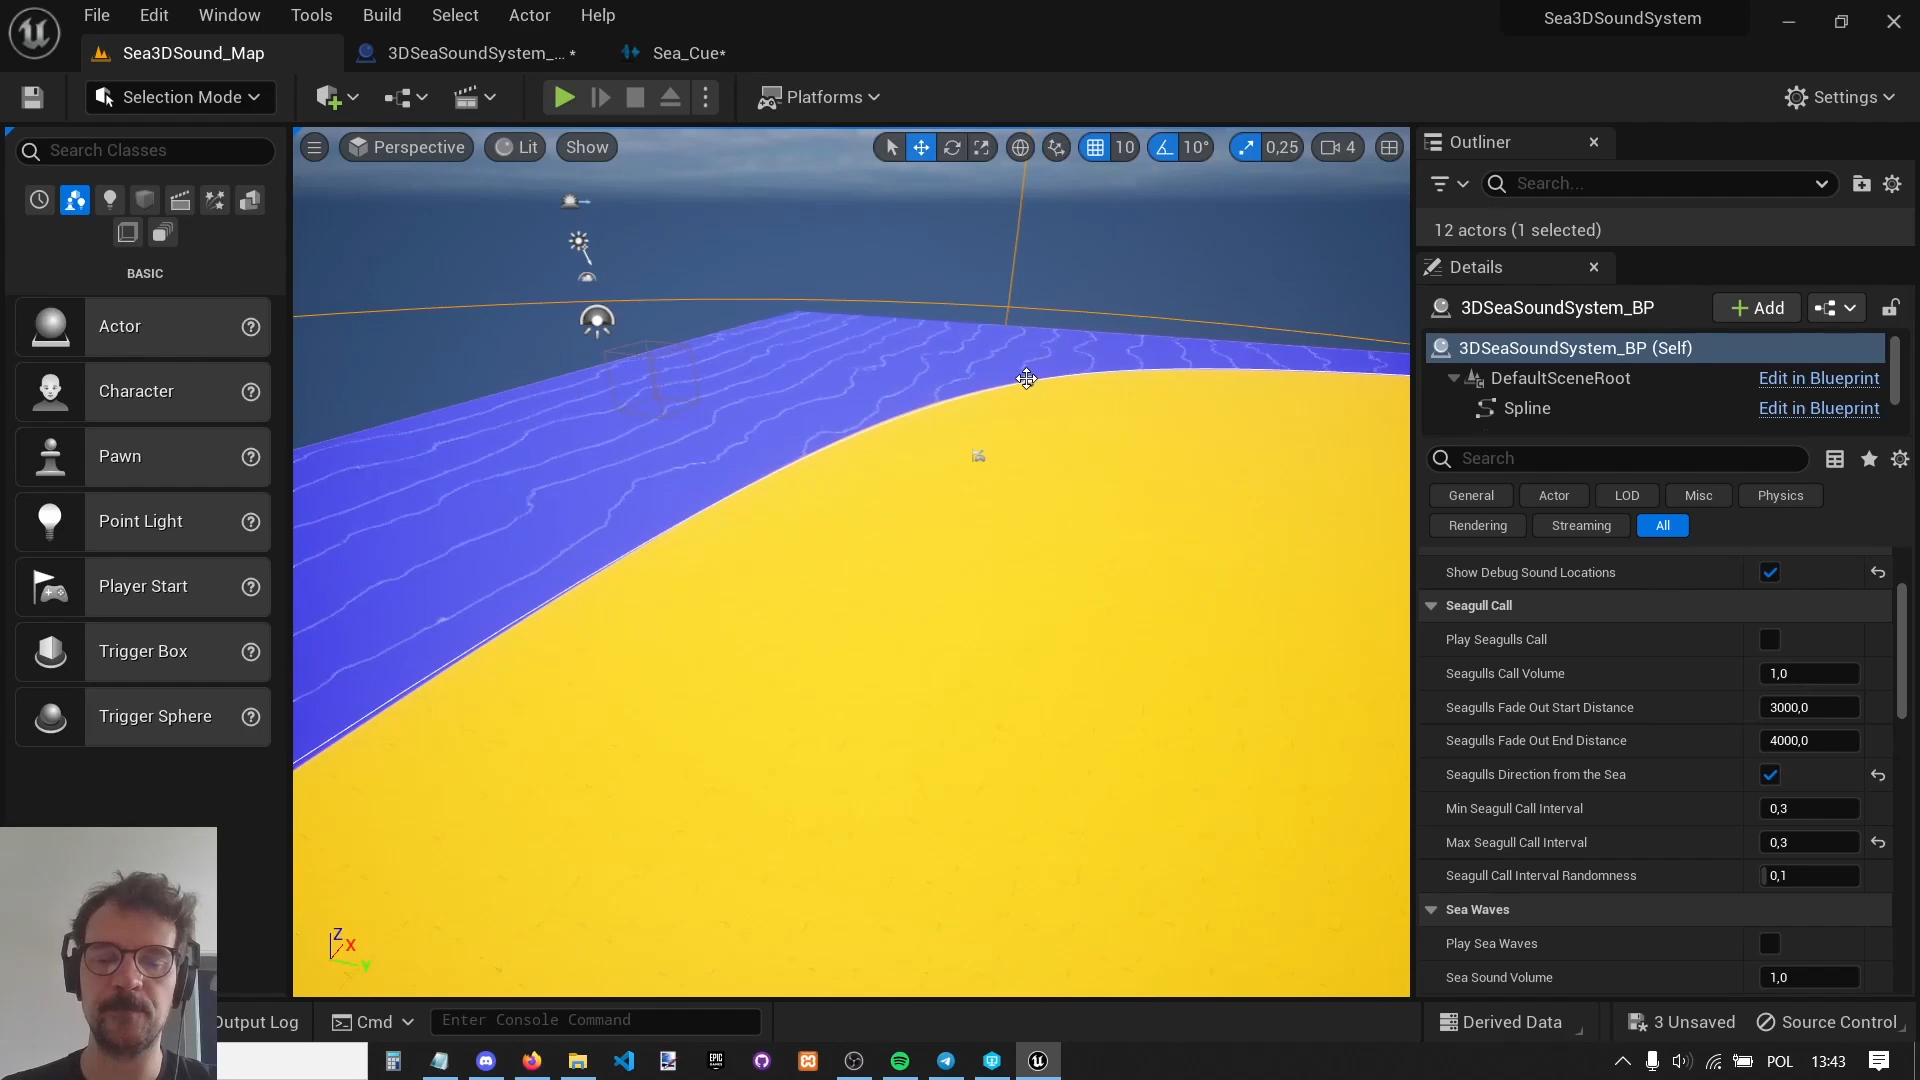 File Edit Window Tools Build Select Actor Help
Sea3DSoundSystem
Sea3DSound_Map
3DSeaSoundSystem_... *
Sea_Cue*
Selection Mode
Platforms
Settings
Search Classes
BASIC
Actor
Character
Pawn
Point Light
Player Start
Trigger Box
Trigger Sphere
Perspective
Lit
Show
10
10°
0,25
4
Z
X
Y
Outliner
Search...
12 actors (1 selected)
Details
3DSeaSoundSystem_BP
Add
3DSeaSoundSystem_BP (Self)
DefaultSceneRoot Edit in Blueprint
Spline Edit in Blueprint
Search
General Actor LOD Misc Physics
Rendering Streaming All
Show Debug Sound Locations
Seagull Call
Play Seagulls Call
Seagulls Call Volume 1,0
Seagulls Fade Out Start Distance 3000,0
Seagulls Fade Out End Distance 4000,0
Seagulls Direction from the Sea
Min Seagull Call Interval 0,3
Max Seagull Call Interval 0,3
Seagull Call Interval Randomness 0,1
Sea Waves
Play Sea Waves
Sea Sound Volume 1,0
Output Log
Cmd
Enter Console Command
Derived Data
3 Unsaved
Source Control
EPIC
GAMES
POL
13:43